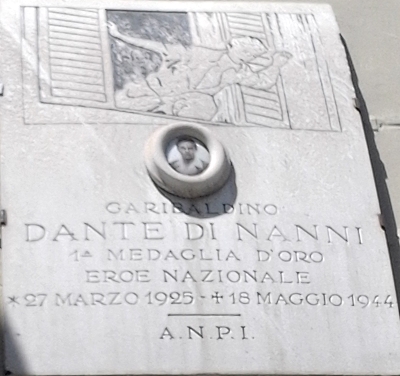 GARIBALDINO
DANTE DI NANNI
1ª MEDAGLIA D'ORO
EROE NAZIONALE
*27 MARZO 1925 - ✝ 18 MAGGIO 1944
A.N.P.I.